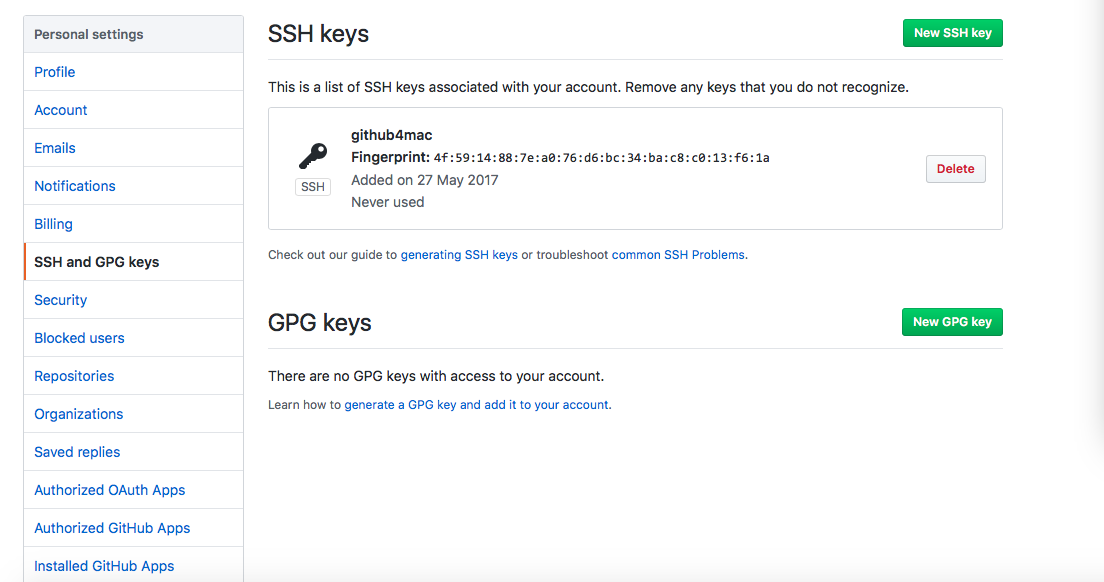 Personal settings
Profile
Account
Emails
Notifications
Billing
SSH and GPG keys
Security
Blocked users
Repositories
Organizations
Saved replies
Authorized OAuth Apps
Authorized GitHub Apps
Installed GitHub Apps
SSH keys
New SSH key
This is a list of SSH keys associated with your account. Remove any keys that you do not recognize.
github4mac
Fingerprint: 4f:59:14:88:7e:a0:76:d6:bc:34:ba:c8:c0:13:f6:1a
SSH
Added on 27 May 2017
Never used
Delete
Check out our guide to generating SSH keys or troubleshoot common SSH Problems.
GPG keys
New GPG key
There are no GPG keys with access to your account.
Learn how to generate a GPG key and add it to your account.